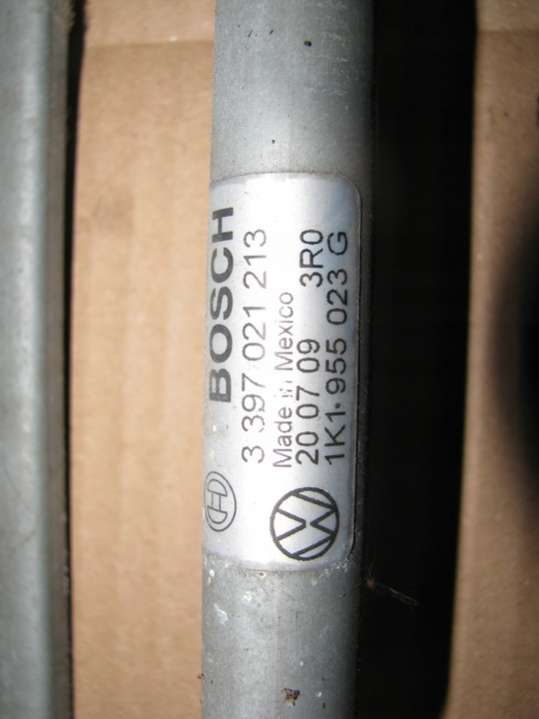 BOSCH
3 397 021 213
Made in Mexico
20 07 09 3R0
1K1 955 023 G